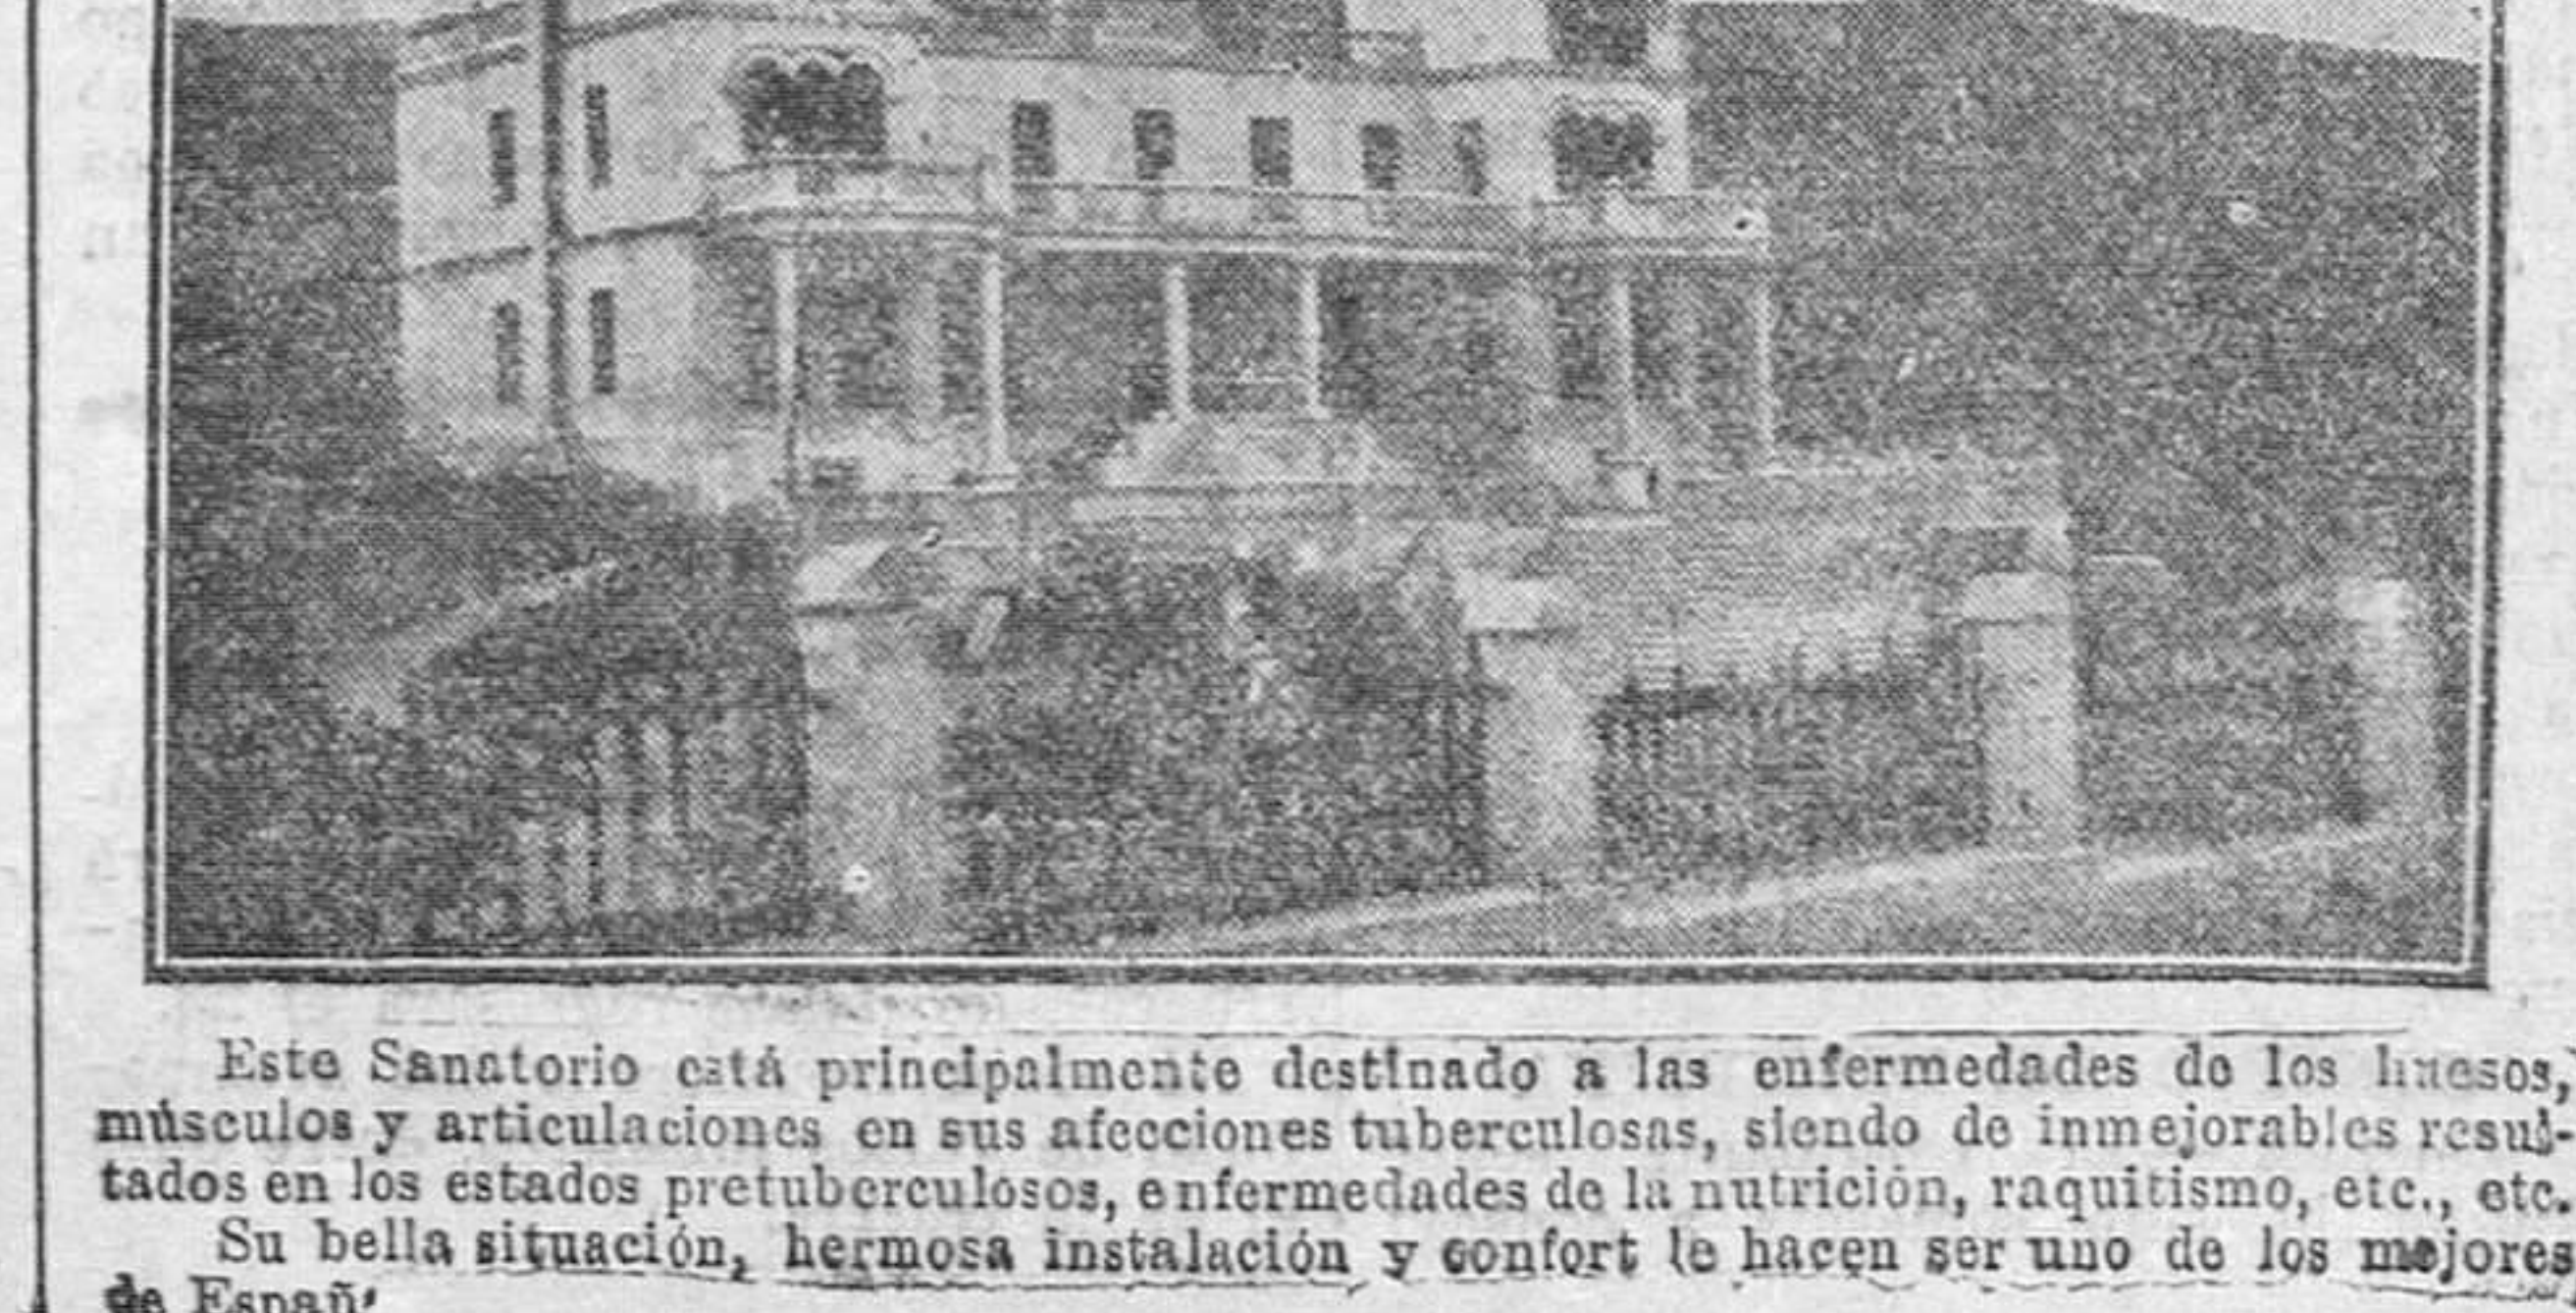 Este Sanatorio está principalmente destinado a las enfermedades de los huesos,
músculos y articulaciones en sus afecciones tuberculosas, siendo de inmejorables resul-
tados en los estados pretuberculosos, enfermedades de la nutrición, raquitismo, etc., etc.
Su bella situación, hermosa instalación y confort le hacen ser uno de los mejores
de España